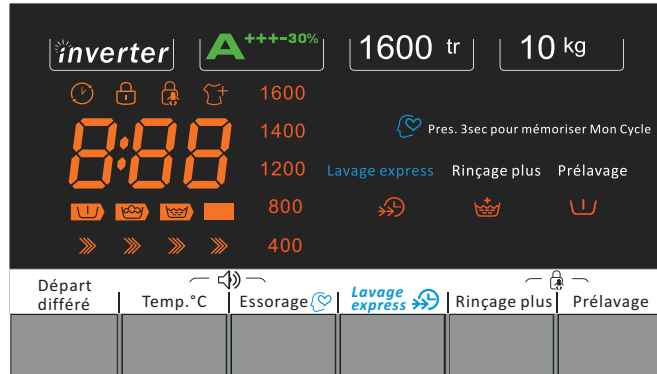 inverter
A+++-30%
1600 tr
10 kg
1600
8:88
1400
Pres. 3sec pour mémoriser Mon Cycle
1200
Lavage express Rinçage plus Prélavage
800
400
Départ
différé
Temp.°C
Essorage
Lavage
express
Rinçage plus
Prélavage